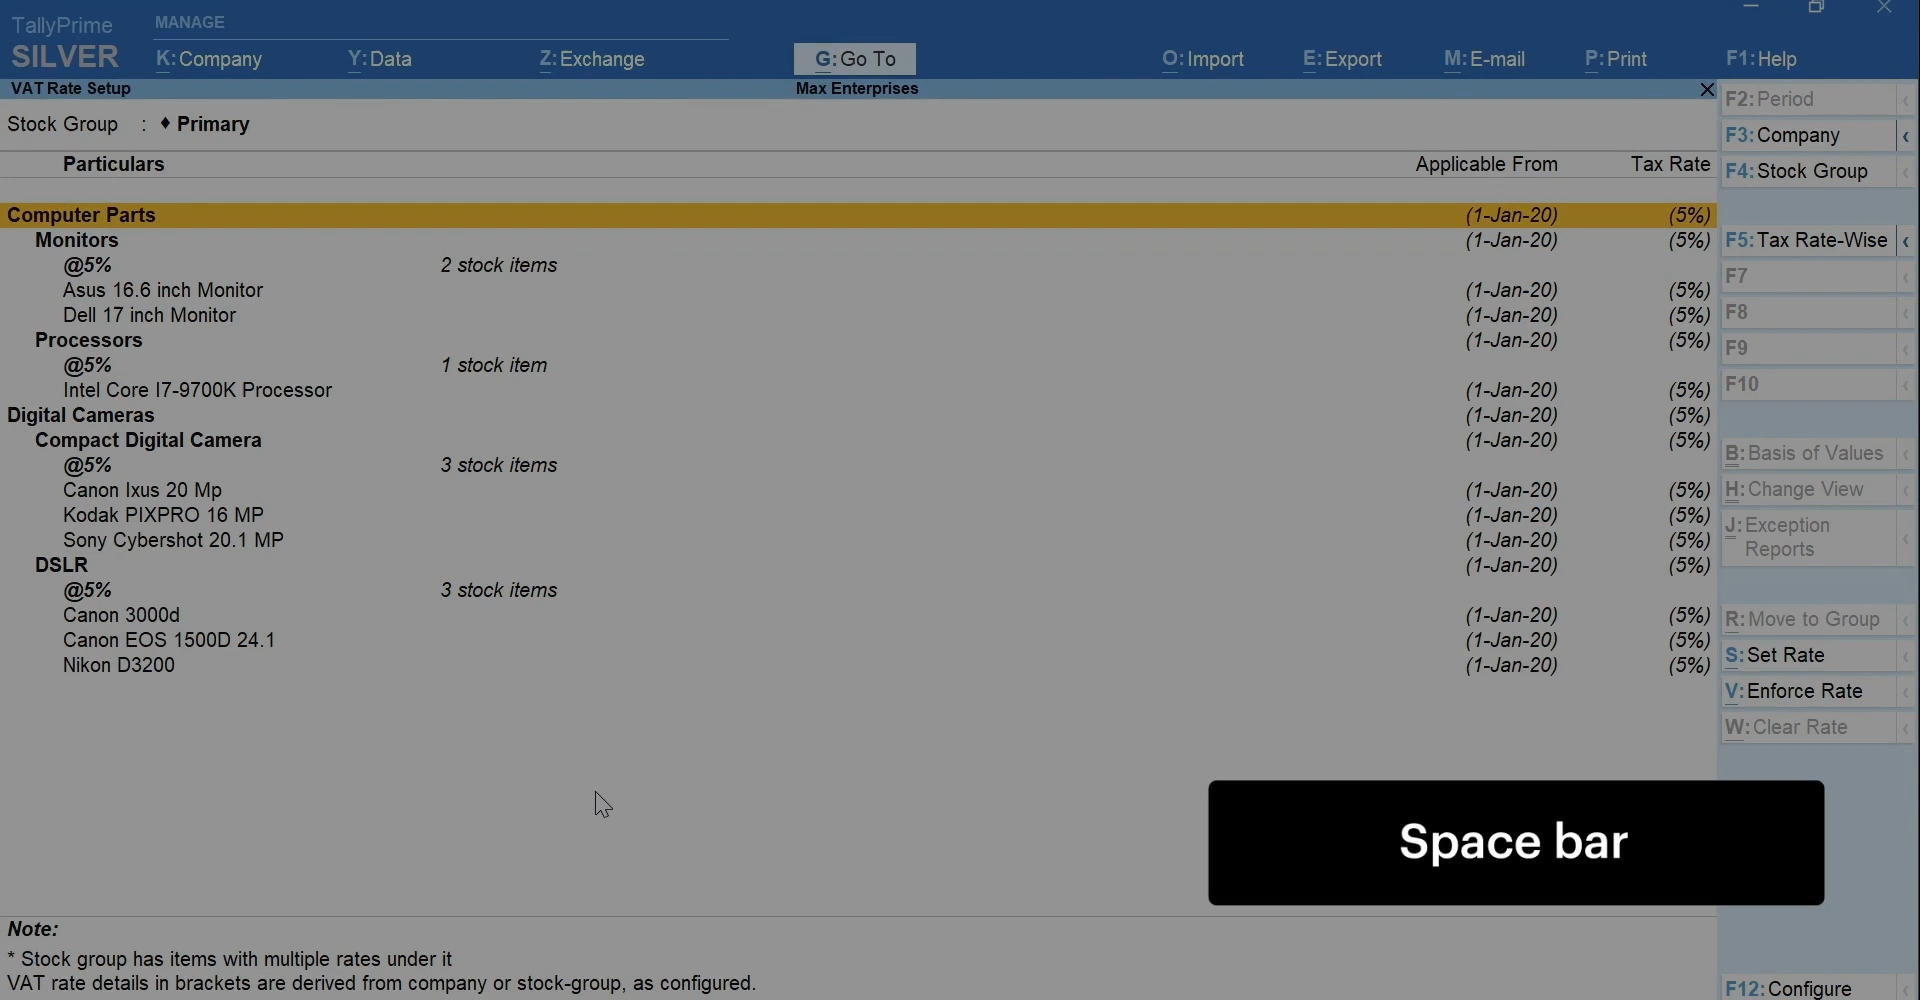 TallyPrime
SILVER
MANAGE
K: Company
Y: Data
Z: Exchange
G: Go To
O: Import
E: Export
M: E-mail
P: Print
F1: Help
VAT Rate Setup
Max Enterprises
Stock Group : ♦ Primary
Particulars Applicable From Tax Rate
Computer Parts (1-Jan-20) (5%)
Monitors (1-Jan-20) (5%)
@5% 2 stock items
Asus 16.6 inch Monitor (1-Jan-20) (5%)
Dell 17 inch Monitor (1-Jan-20) (5%)
Processors (1-Jan-20) (5%)
@5% 1 stock item
Intel Core I7-9700K Processor (1-Jan-20) (5%)
Digital Cameras (1-Jan-20) (5%)
Compact Digital Camera (1-Jan-20) (5%)
@5% 3 stock items
Canon Ixus 20 Mp (1-Jan-20) (5%)
Kodak PIXPRO 16 MP (1-Jan-20) (5%)
Sony Cybershot 20.1 MP (1-Jan-20) (5%)
DSLR (1-Jan-20) (5%)
@5% 3 stock items
Canon 3000d (1-Jan-20) (5%)
Canon EOS 1500D 24.1 (1-Jan-20) (5%)
Nikon D3200 (1-Jan-20) (5%)
F2: Period
F3: Company
F4: Stock Group
F5: Tax Rate-Wise
F7
F8
F9
F10
B: Basis of Values
H: Change View
J: Exception
Reports
R: Move to Group
S: Set Rate
V: Enforce Rate
W: Clear Rate
Space bar
Note:
* Stock group has items with multiple rates under it
VAT rate details in brackets are derived from company or stock-group, as configured.
F12: Configure